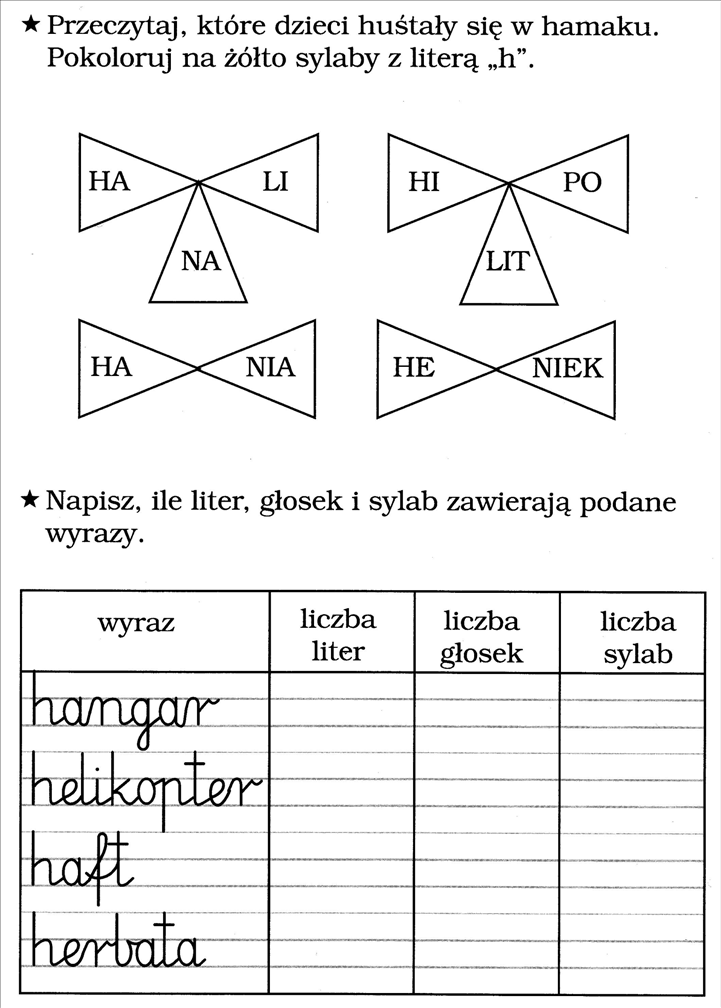 ★ Przeczytaj, które dzieci huśtały się w hamaku.
Pokoloruj na żółto sylaby z literą „h”.
HA LI HI PO
NA LIT
HA NIA HE NIEK
★ Napisz, ile liter, głosek i sylab zawierają podane
wyrazy.
wyraz liczba liter liczba głosek liczba sylab
hangar
helikopter
haft
herbata